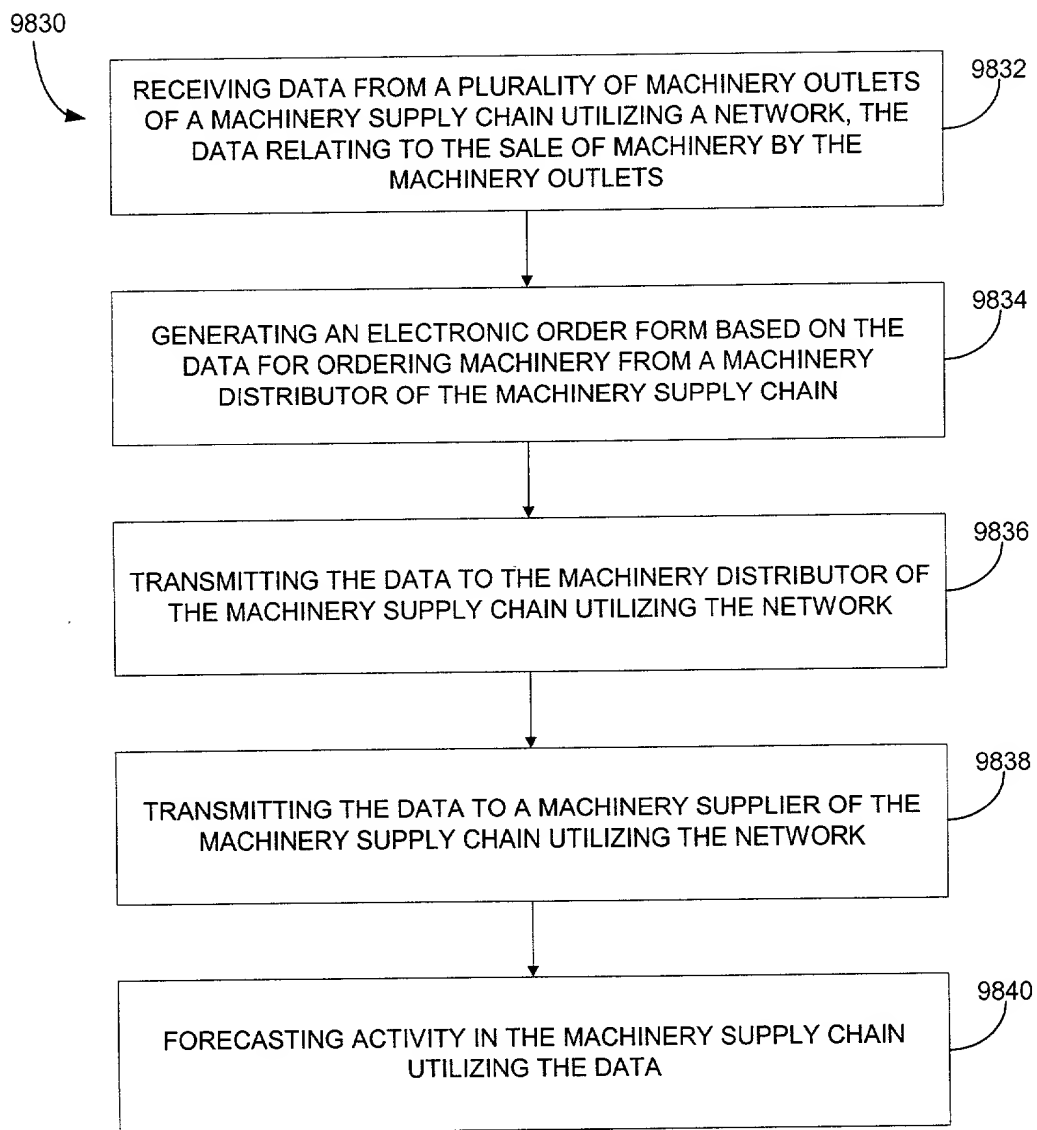 9830
9832
RECEIVING DATA FROM A PLURALITY OF MACHINERY OUTLETS
OF A MACHINERY SUPPLY CHAIN UTILIZING A NETWORK, THE
DATA RELATING TO THE SALE OF MACHINERY BY THE
MACHINERY OUTLETS
9834
GENERATING AN ELECTRONIC ORDER FORM BASED ON THE
DATA FOR ORDERING MACHINERY FROM A MACHINERY
DISTRIBUTOR OF THE MACHINERY SUPPLY CHAIN
9836
TRANSMITTING THE DATA TO THE MACHINERY DISTRIBUTOR OF
THE MACHINERY SUPPLY CHAIN UTILIZING THE NETWORK
9838
TRANSMITTING THE DATA TO A MACHINERY SUPPLIER OF THE
MACHINERY SUPPLY CHAIN UTILIZING THE NETWORK
9840
FORECASTING ACTIVITY IN THE MACHINERY SUPPLY CHAIN
UTILIZING THE DATA